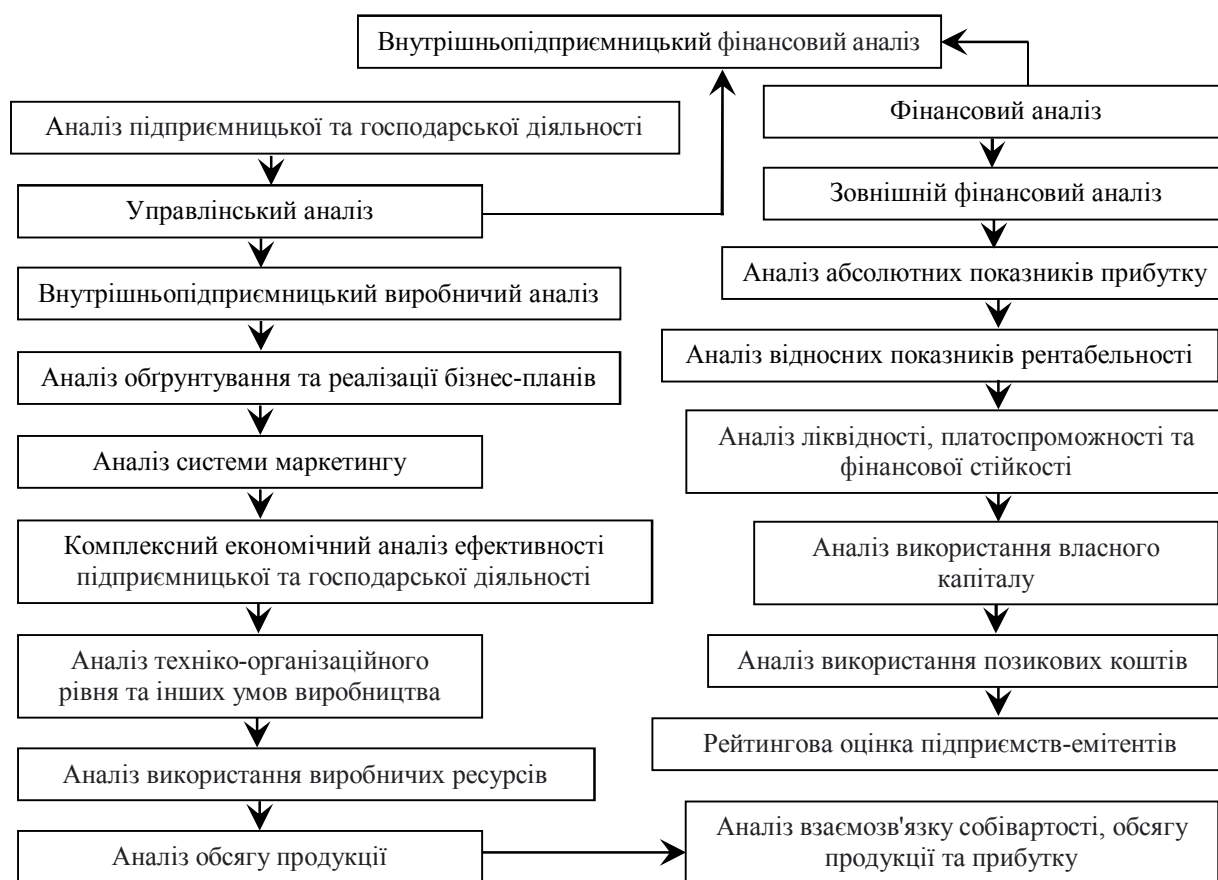 Внутрішньопідприємницький фінансовий аналіз
Аналіз підприємницької та господарської діяльності
Управлінський аналіз
Внутрішньопідприємницький виробничий аналіз
Аналіз обґрунтування та реалізації бізнес-планів
Аналіз системи маркетингу
Комплексний економічний аналіз ефективності
підприємницької та господарської діяльності
Аналіз техніко-організаційного
рівня та інших умов виробництва
Аналіз використання виробничих ресурсів
Аналіз обсягу продукції
Фінансовий аналіз
Зовнішній фінансовий аналіз
Аналіз абсолютних показників прибутку
Аналіз відносних показників рентабельності
Аналіз ліквідності, платоспроможності та
фінансової стійкості
Аналіз використання власного
капіталу
Аналіз використання позикових коштів
Рейтингова оцінка підприємств-емітентів
Аналіз взаємозв'язку собівартості, обсягу
продукції та прибутку